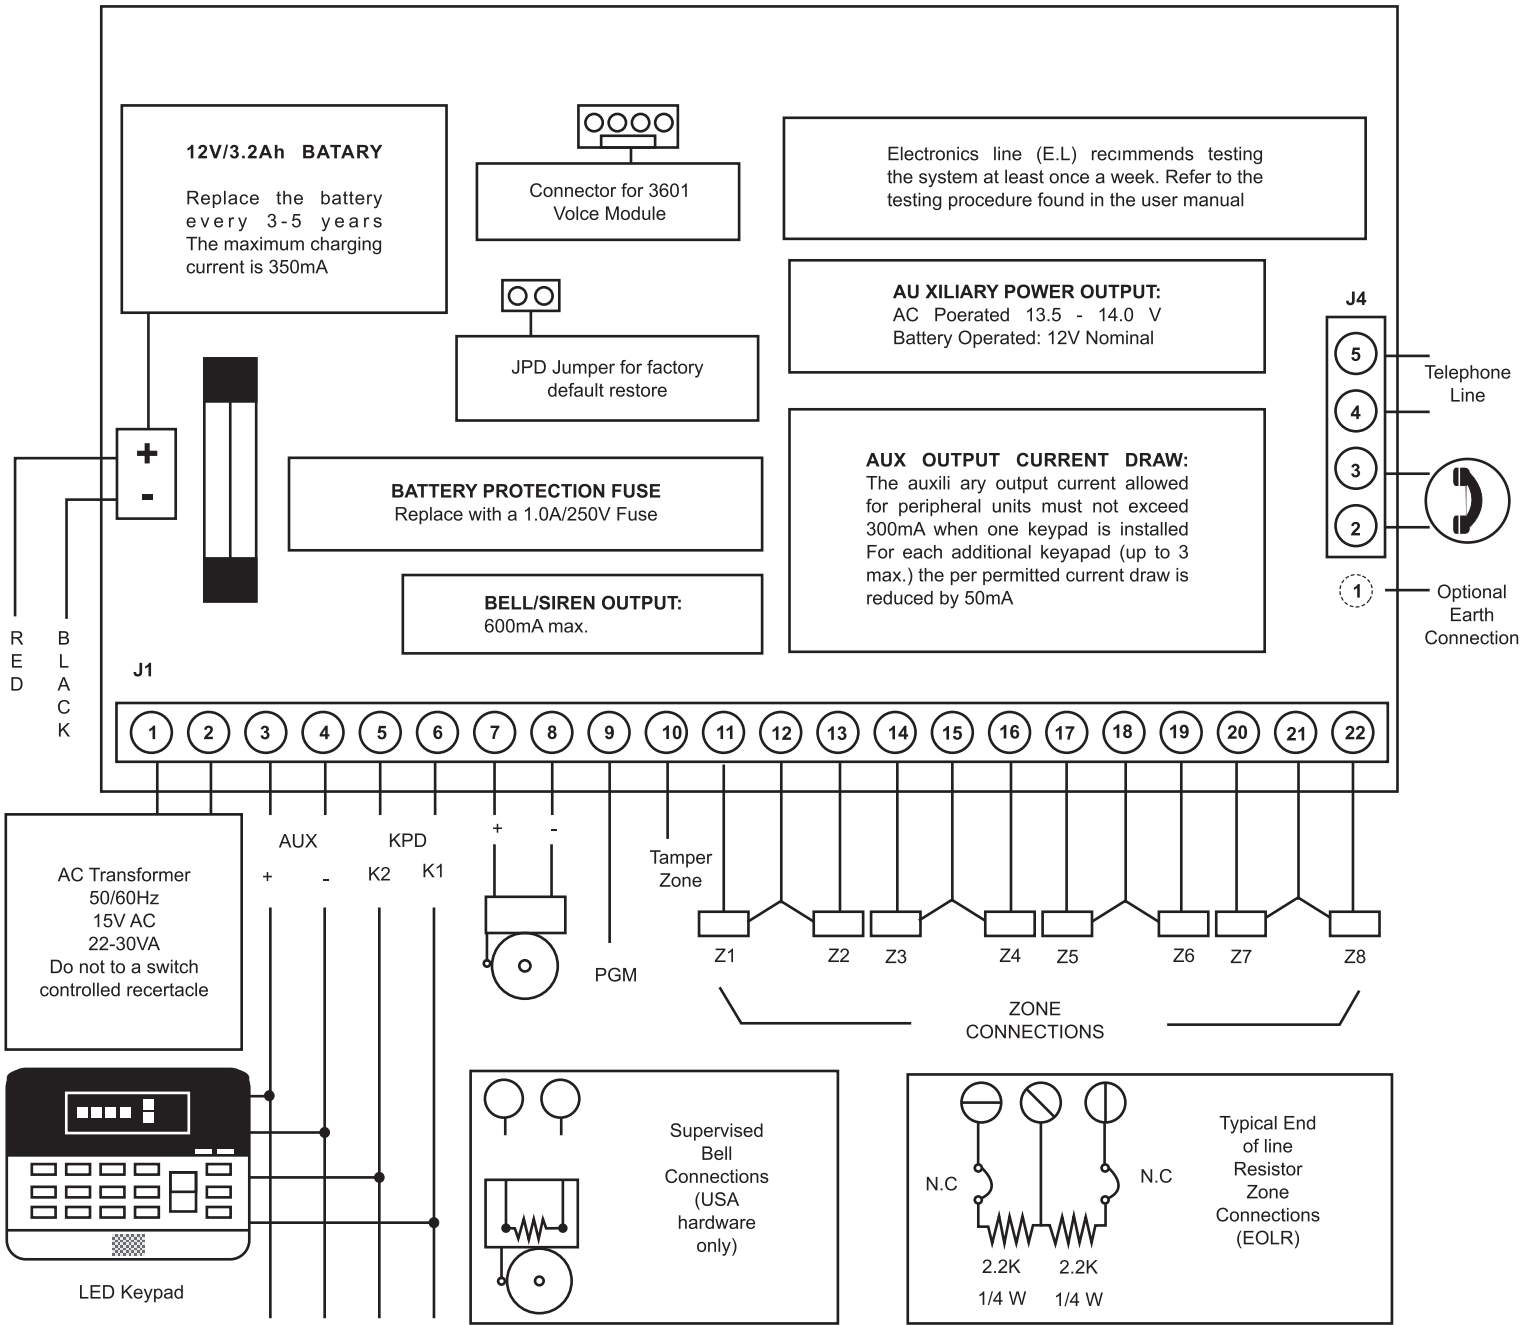 12V/3.2Ah BATARY
Replace the battery
every 3-5 years
The maximum charging
current is 350mA
Connector for 3601
Volce Module
Electronics line (E.L) recımmends testing
the system at least once a week. Refer to the
testing procedure found in the user manual
JPD Jumper for factory
default restore
AU XILIARY POWER OUTPUT:
AC Poerated 13.5 - 14.0 V
Battery Operated: 12V Nominal
J4
5
4
3
2
1
Telephone
Line
Optional
Earth
Connection
+
-
BATTERY PROTECTION FUSE
Replace with a 1.0A/250V Fuse
AUX OUTPUT CURRENT DRAW:
The auxili ary output current allowed
for peripheral units must not exceed
300mA when one keypad is installed
For each additional keyapad (up to 3
max.) the per permitted current draw is
reduced by 50mA
BELL/SIREN OUTPUT:
600mA max.
RED
BLACK
J1
1 2 3 4 5 6 7 8 9 10 11 12 13 14 15 16 17 18 19 20 21 22
AC Transformer
50/60Hz
15V AC
22-30VA
Do not to a switch
controlled recertacle
AUX
+ -
KPD
K2 K1
+ -
PGM
Tamper
Zone
Z1 Z2 Z3 Z4 Z5 Z6 Z7 Z8
ZONE
CONNECTIONS
LED Keypad
Supervised
Bell
Connections
(USA
hardware
only)
N.C
N.C
2.2K 2.2K
1/4 W 1/4 W
Typical End
of line
Resistor
Zone
Connections
(EOLR)